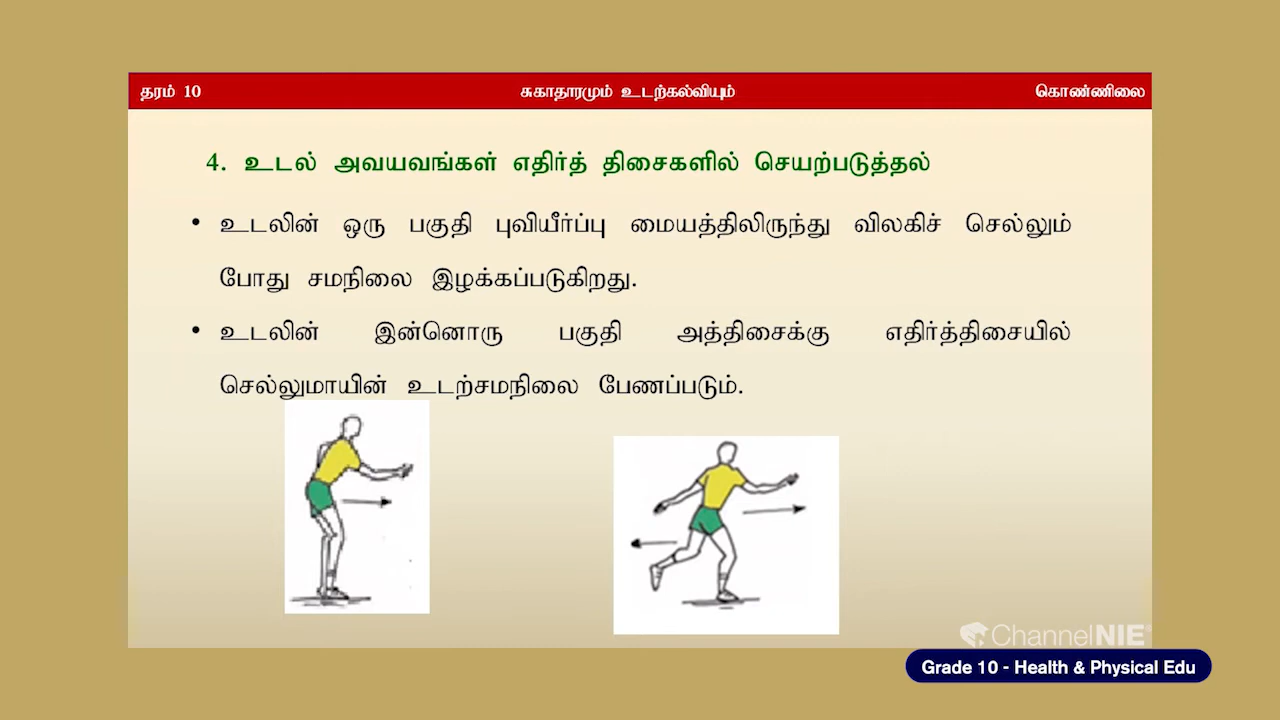 தரம் 10 சுகாதாரமும் உடற்கல்வியும் கொண்ணிலை
4. உடல் அவயவங்கள் எதிர்த் திசைகளில் செயற்படுத்தல்
• உடலின் ஒரு பகுதி புவியீர்ப்பு மையத்திலிருந்து விலகிச் செல்லும்
போது சமநிலை இழக்கப்படுகிறது.
• உடலின் இன்னொரு பகுதி அத்திசைக்கு எதிர்த்திசையில்
செல்லுமாயின் உடற்சமநிலை பேணப்படும்.
ChannelNIE
Grade 10 - Health & Physical Edu